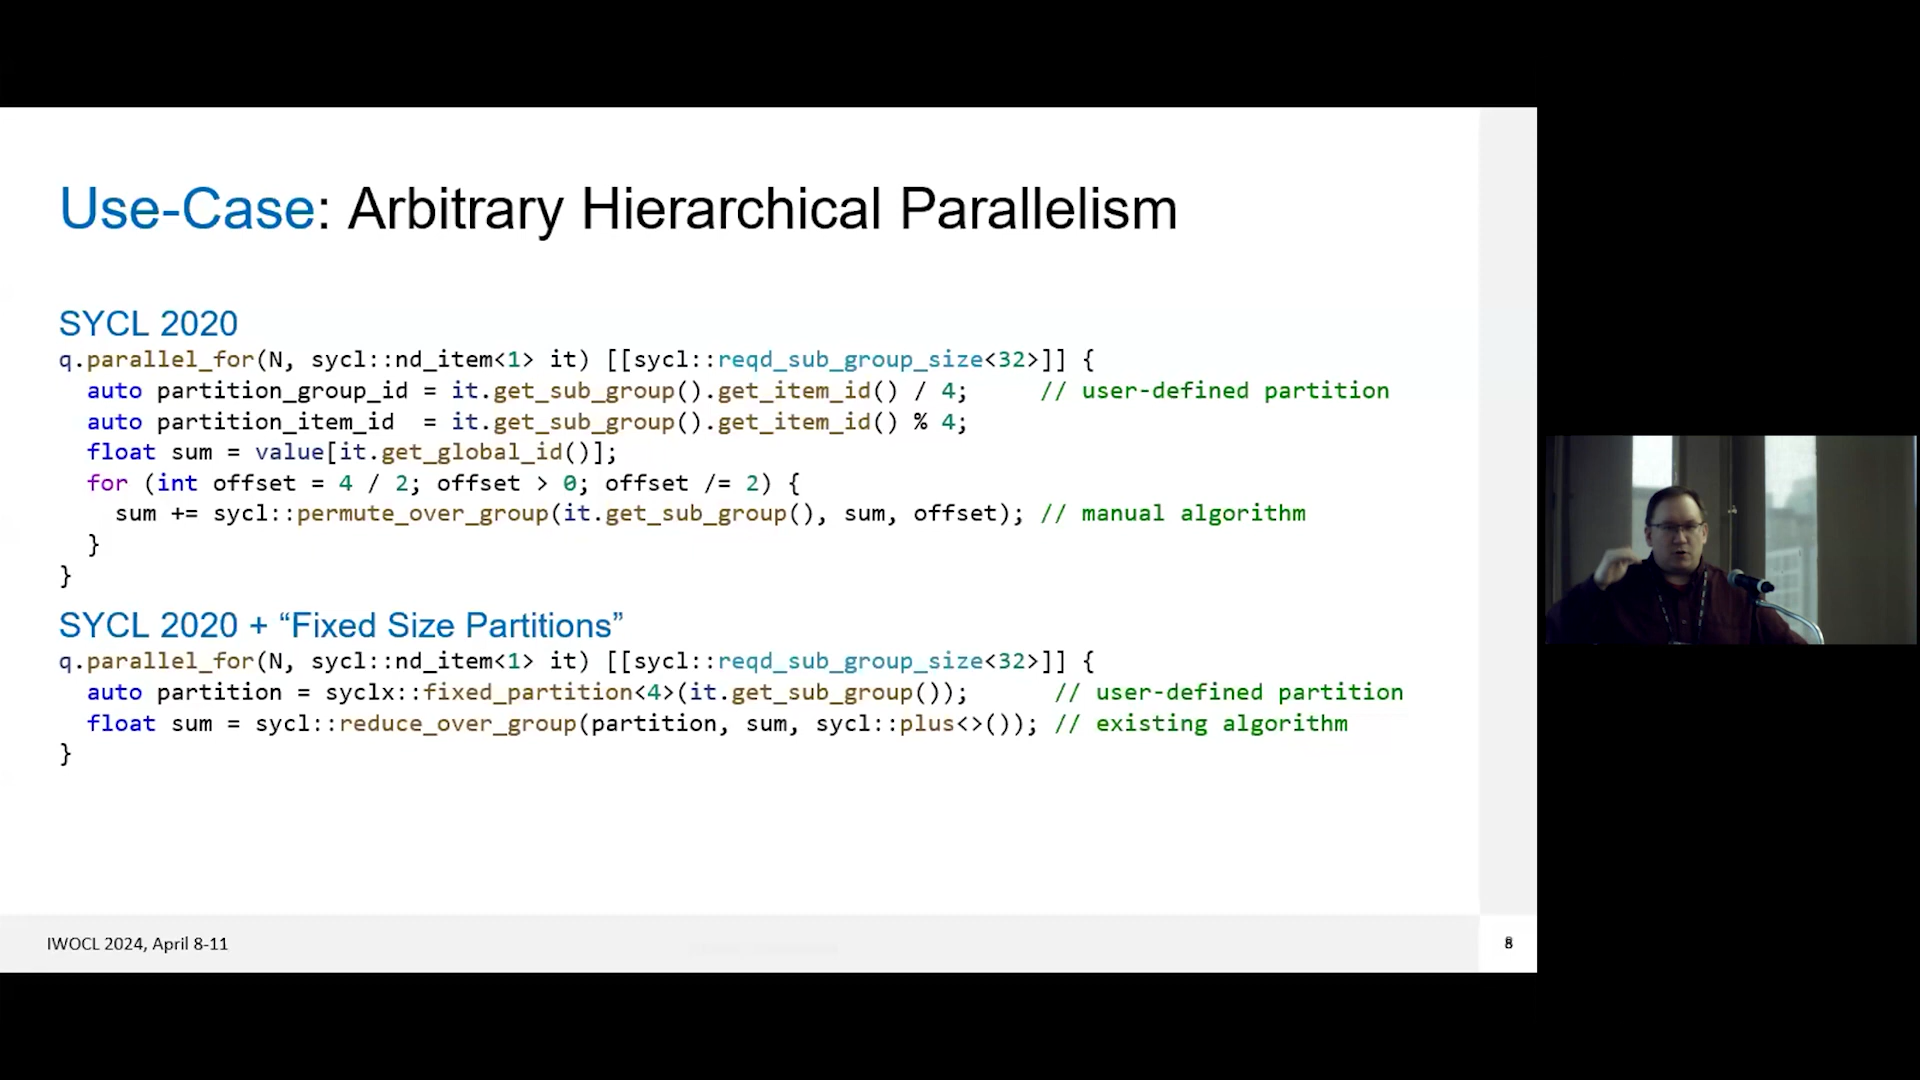 Use-Case: Arbitrary Hierarchical Parallelism
SYCL 2020
q.parallel_for(N, sycl::nd_item<1> it) [[sycl::reqd_sub_group_size<32>]] {
auto partition_group_id = it.get_sub_group().get_item_id() / 4; // user-defined partition
auto partition_item_id = it.get_sub_group().get_item_id() % 4;
float sum = value[it.get_global_id()];
for (int offset = 4 / 2; offset > 0; offset /= 2) {
sum += sycl::permute_over_group(it.get_sub_group(), sum, offset); // manual algorithm
}
}
SYCL 2020 + “Fixed Size Partitions”
q.parallel_for(N, sycl::nd_item<1> it) [[sycl::reqd_sub_group_size<32>]] {
auto partition = syclx::fixed_partition<4>(it.get_sub_group()); // user-defined partition
float sum = sycl::reduce_over_group(partition, sum, sycl::plus<>()); // existing algorithm
}
IWOCL 2024, April 8-11
8